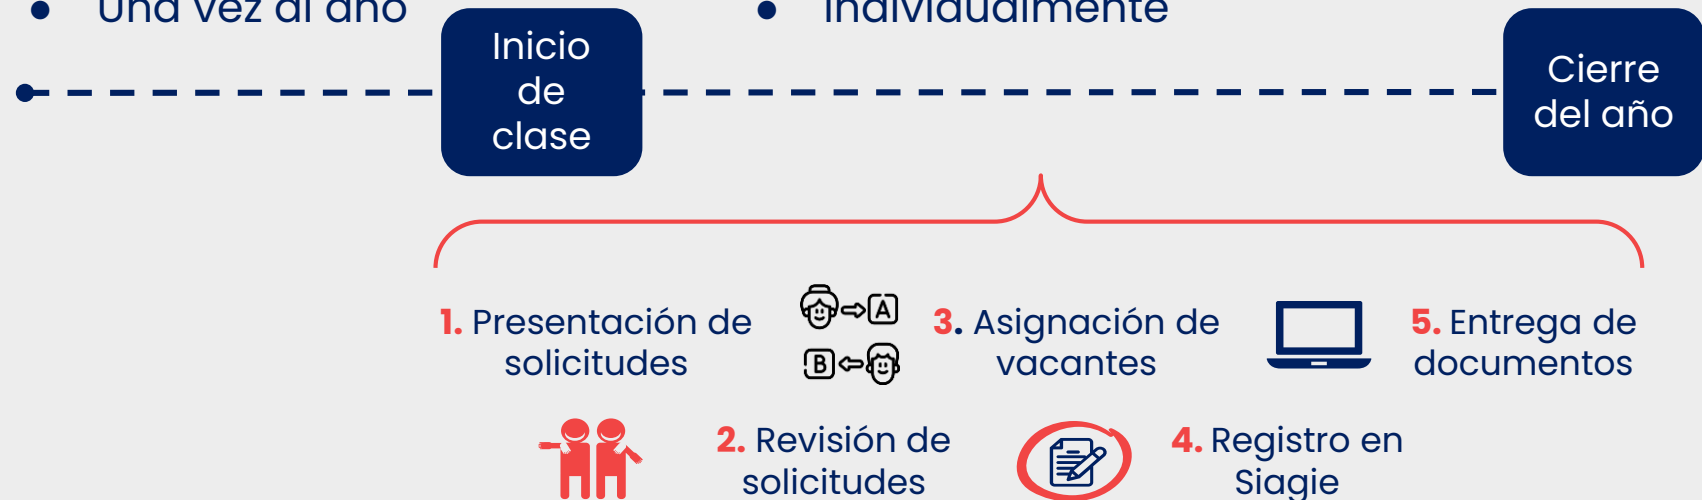 Una vez al año
Individualmente
Inicio
de
clase
Cierre
del año
1. Presentación de
solicitudes
A
B
3. Asignación de
vacantes
5. Entrega de
documentos
2. Revisión de
solicitudes
4. Registro en
Siagie